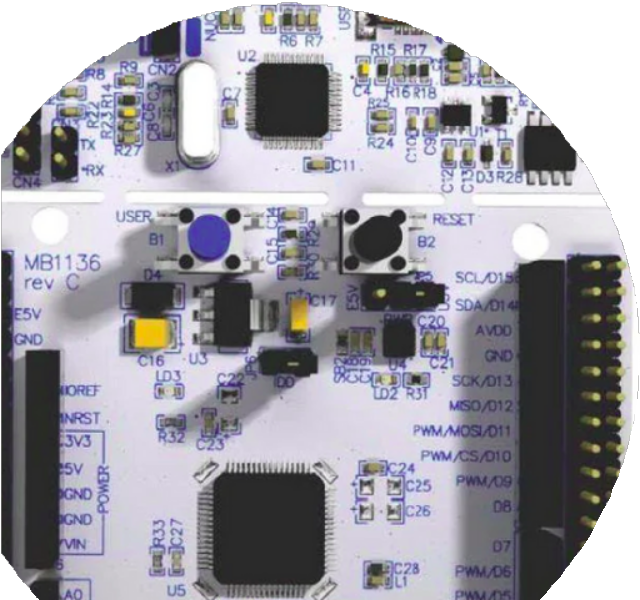 R6 R7
U2
R15 R17
CN2
R9
R8
R14
C4
R16 R18
R22
R23
C6
C8
C7
R25
R24
C10
C9
R27
TX
RX
CN4
X1
C11
C12
C13
D3
R28
USER
B1
C14
C15
R29
R30
RESET
B2
MB1136
rev C
D4
E5V
GND
C17
E5V
JP5
SCL/D15
SDA/D14
AVDD
GND
SCK/D13
MISO/D12
PWM/MOSI/D11
PWM/CS/D10
PWM/D9
D8
D7
PWM/D6
PWM/D5
C16
U3
JP6
IDD
C20
C21
U4
LD3
C22
LD2
R31
R32
C23
IOREF
NRST
3V3
5V
GND
GND
VIN
POWER
A0
C24
C25
C26
R33
C27
U5
C28
L1